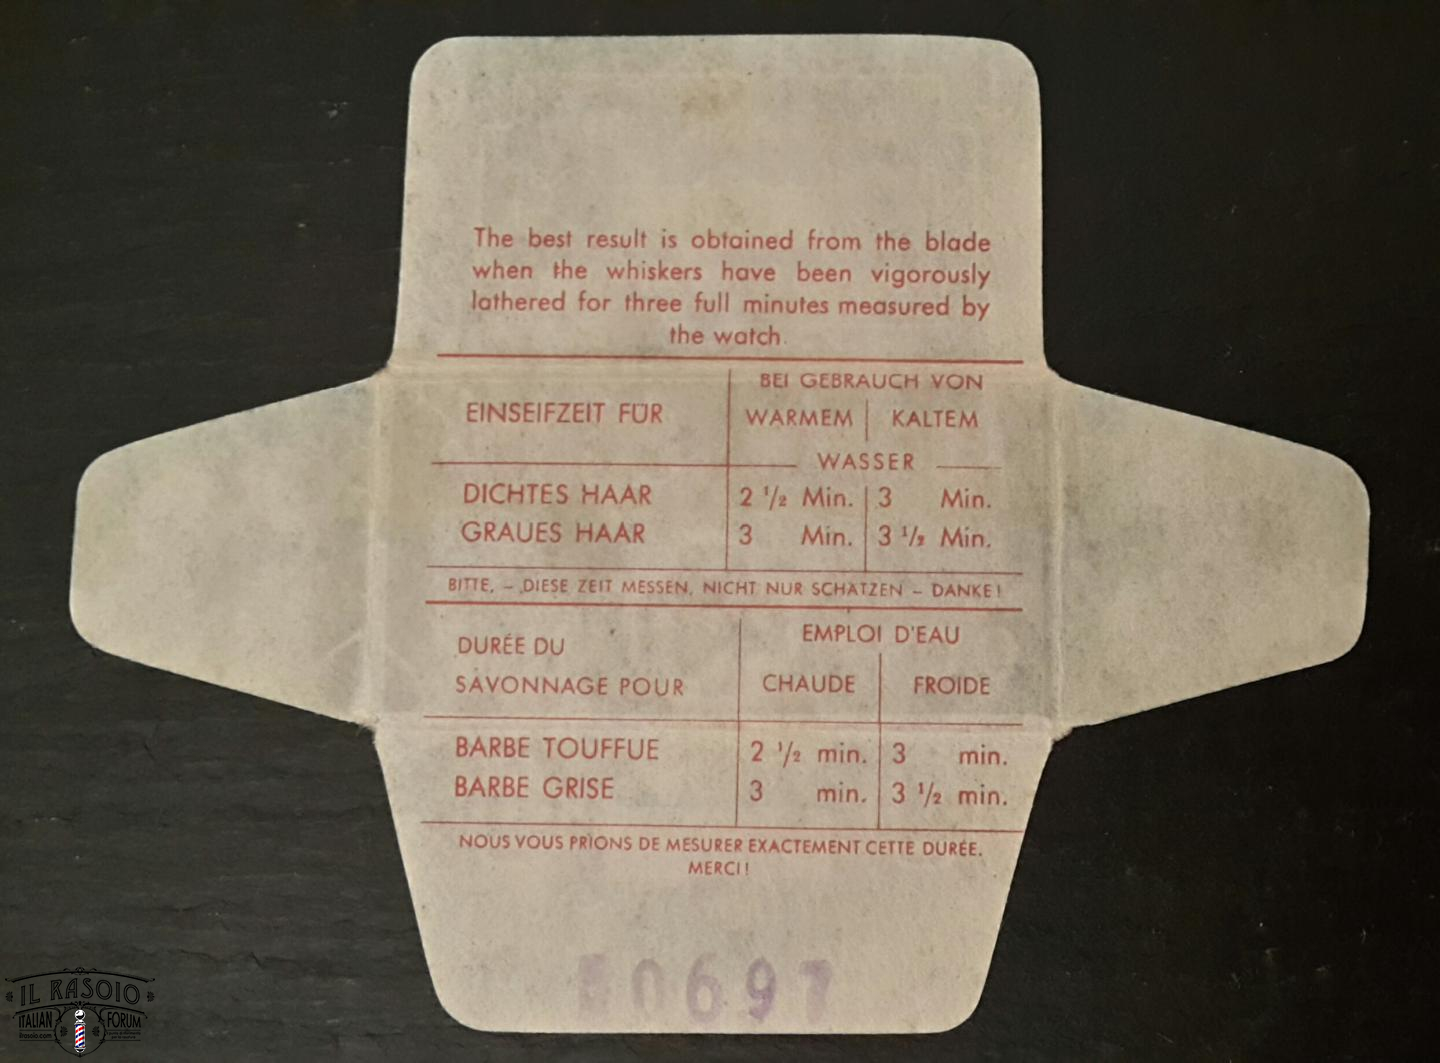 The best result is obtained from the blade
when the whiskers have been vigorously
lathered for three full minutes measured by
the watch.
EINSEIFZEIT FÜR
BEI GEBRAUCH VON
WARMEM KALTEM
WASSER
DICHTES HAAR 2 1/2 Min. 3 Min.
GRAUES HAAR 3 Min. 3 1/2 Min.
BITTE, – DIESE ZEIT MESSEN, NICHT NUR SCHÄTZEN – DANKE!
DURÉE DU
SAVONNAGE POUR
EMPLOI D'EAU
CHAUDE FROIDE
BARBE TOUFFUE 2 1/2 min. 3 min.
BARBE GRISE 3 min. 3 1/2 min.
NOUS VOUS PRIONS DE MESURER EXACTEMENT CETTE DURÉE.
MERCI!
IL RASOIO
ITALIAN FORUM
ilrasoio.com